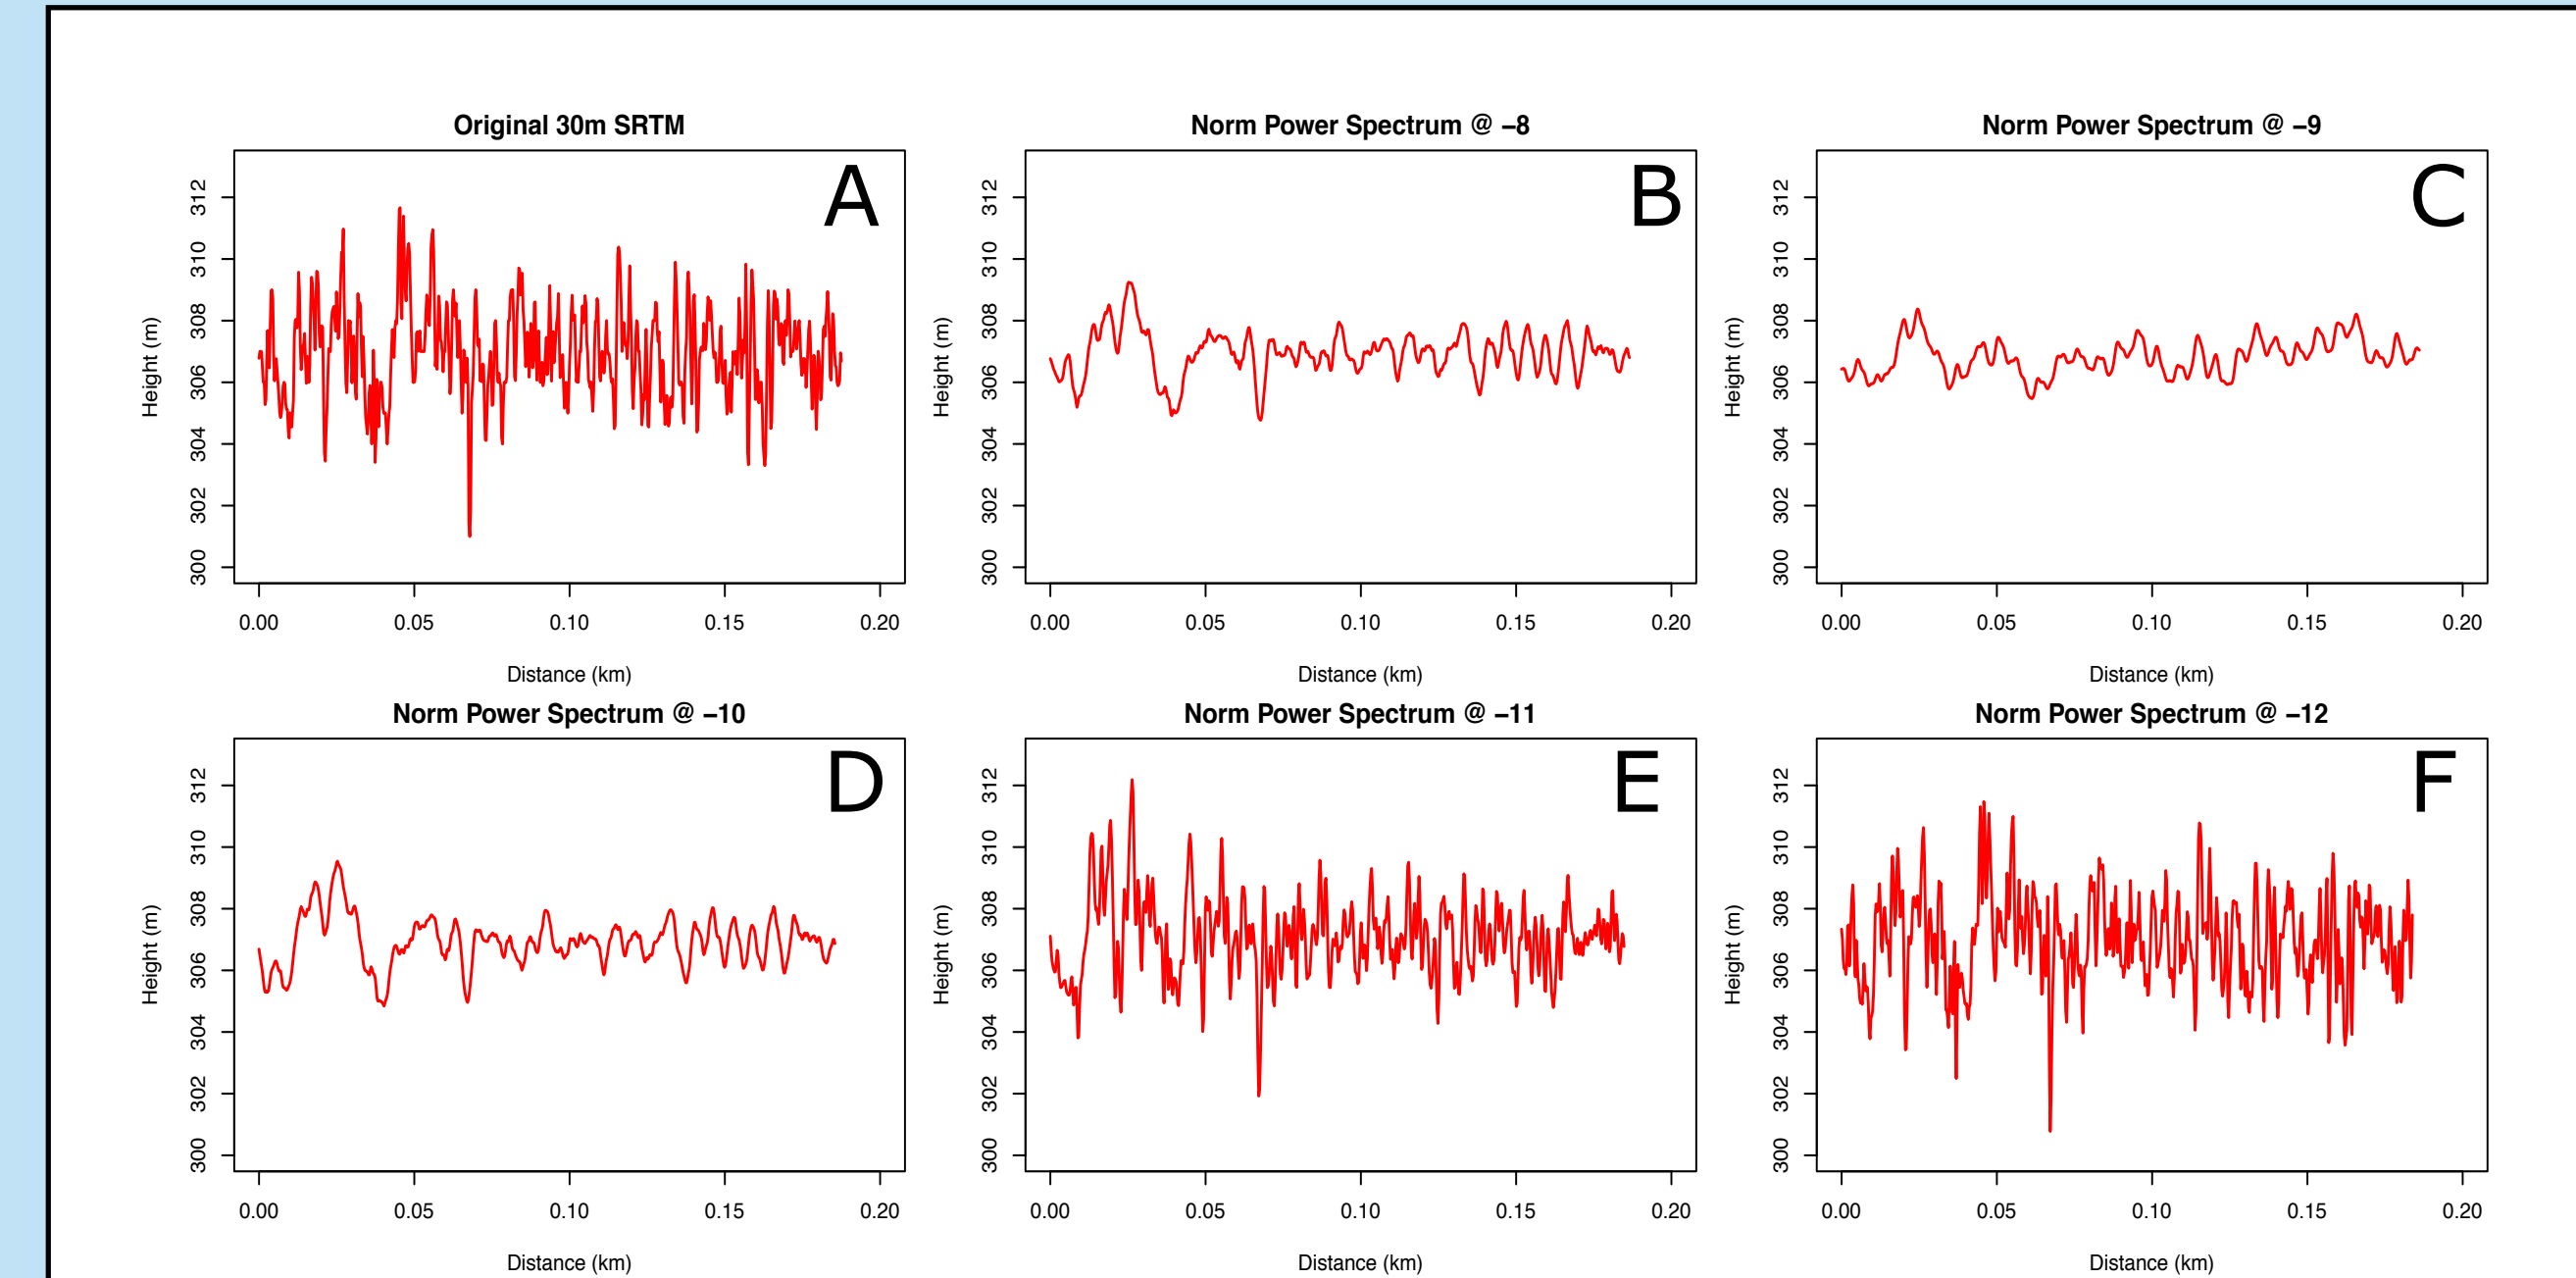 Original 30m SRTM
A
Height (m)
300 302 304 306 308 310 312
0.00 0.05 0.10 0.15 0.20
Distance (km)
Norm Power Spectrum @ −8
B
Height (m)
300 302 304 306 308 310 312
0.00 0.05 0.10 0.15 0.20
Distance (km)
Norm Power Spectrum @ −9
C
Height (m)
300 302 304 306 308 310 312
0.00 0.05 0.10 0.15 0.20
Distance (km)
Norm Power Spectrum @ −10
D
Height (m)
300 302 304 306 308 310 312
0.00 0.05 0.10 0.15 0.20
Distance (km)
Norm Power Spectrum @ −11
E
Height (m)
300 302 304 306 308 310 312
0.00 0.05 0.10 0.15 0.20
Distance (km)
Norm Power Spectrum @ −12
F
Height (m)
300 302 304 306 308 310 312
0.00 0.05 0.10 0.15 0.20
Distance (km)